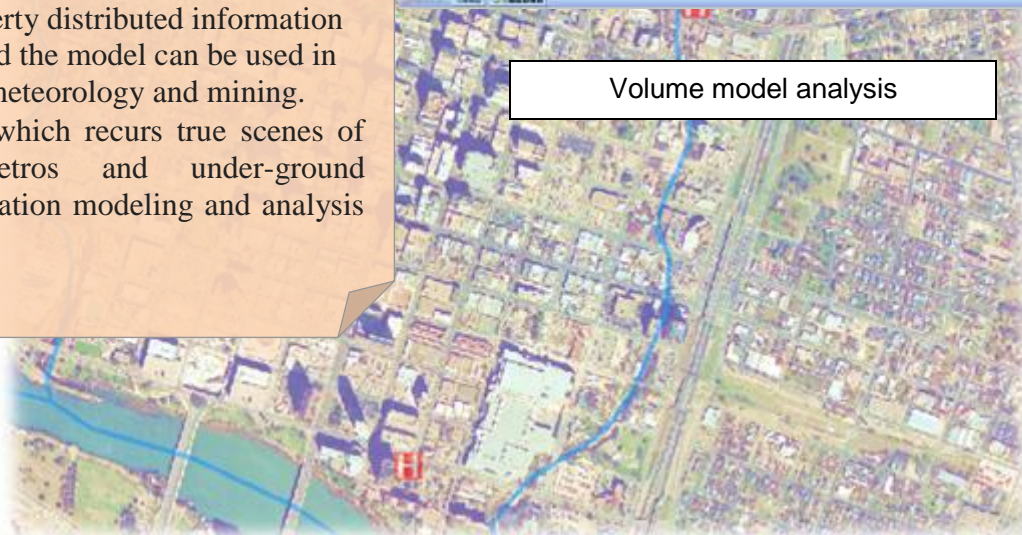 erty distributed information
d the model can be used in
neteorology and mining.
which recurs true scenes of
etros and under-ground
ation modeling and analysis
Volume model analysis
H
H